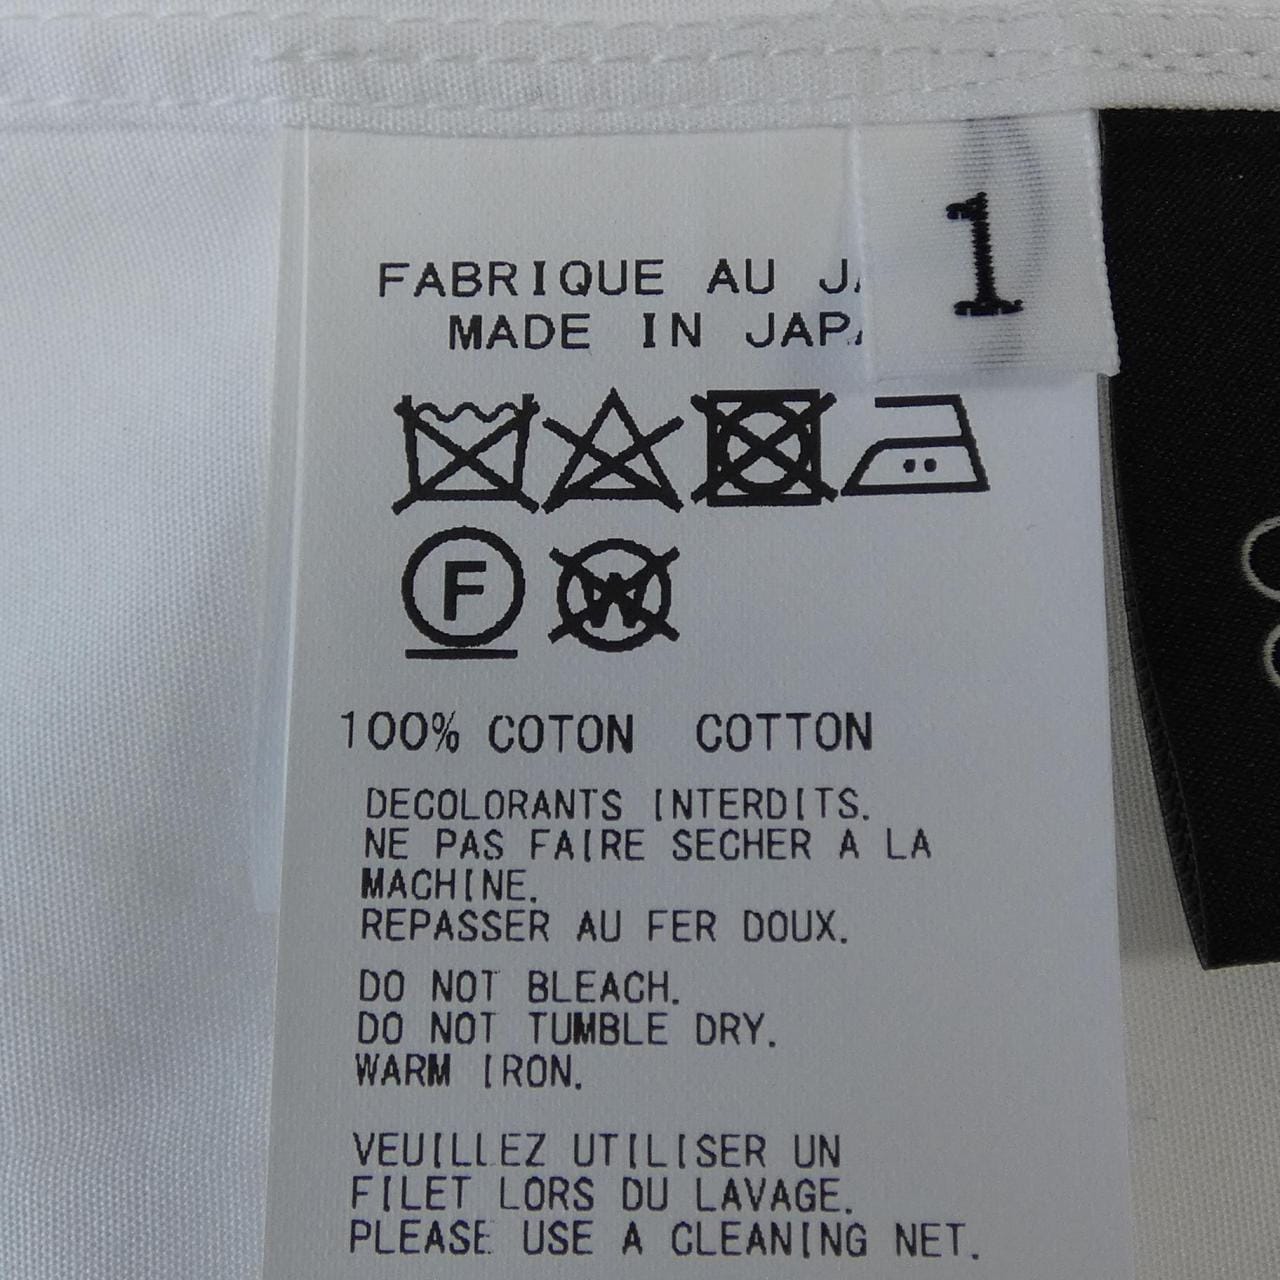 FABRIQUE AU
MADE IN
1
F
W
100% COTON COTTON
DECOLORANTS INTERDITS.
NE PAS FAIRE SECHER A LA
MACHINE.
REPASSER AU FER DOUX.
DO NOT BLEACH.
DO NOT TUMBLE DRY.
WARM IRON.
VEUILLEZ UTILISER UN
FILET LORS DU LAVAGE.
PLEASE USE A CLEANING NET.